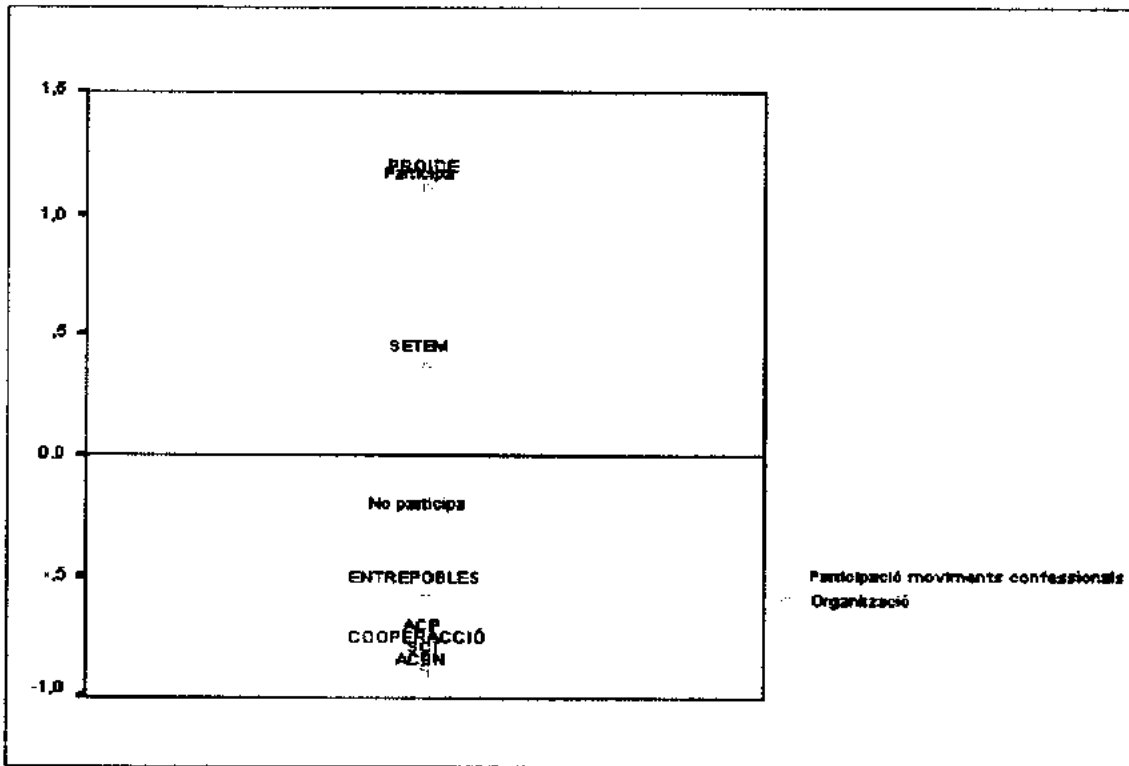 1,5
PROIDE
Participa
1,0
,5
SETEM
0,0
No participa
-,5
ENTREPOBLES
Participació moviments confessionals
Organització
ACP
COOPERACCIÓ
SCI
-1,0